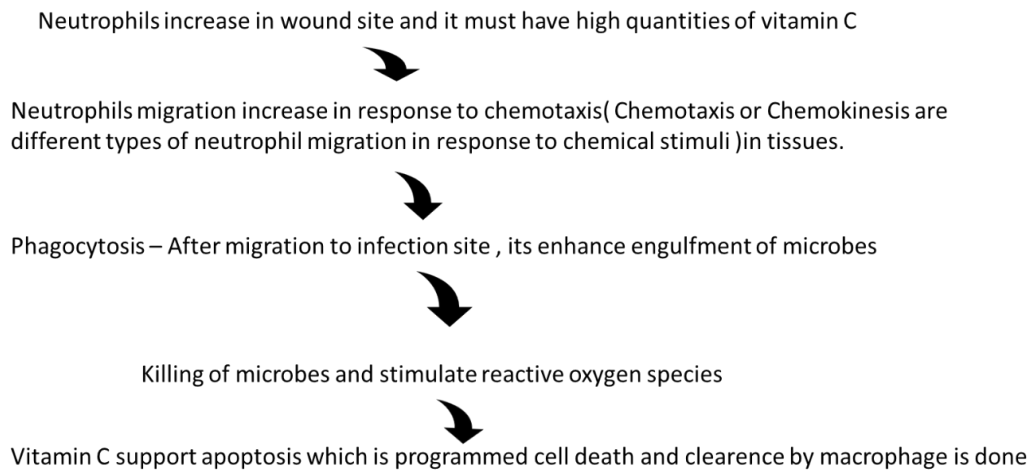 Neutrophils increase in wound site and it must have high quantities of vitamin C
Neutrophils migration increase in response to chemotaxis( Chemotaxis or Chemokinesis are
different types of neutrophil migration in response to chemical stimuli )in tissues.
Phagocytosis – After migration to infection site , its enhance engulfment of microbes
Killing of microbes and stimulate reactive oxygen species
Vitamin C support apoptosis which is programmed cell death and clearence by macrophage is done